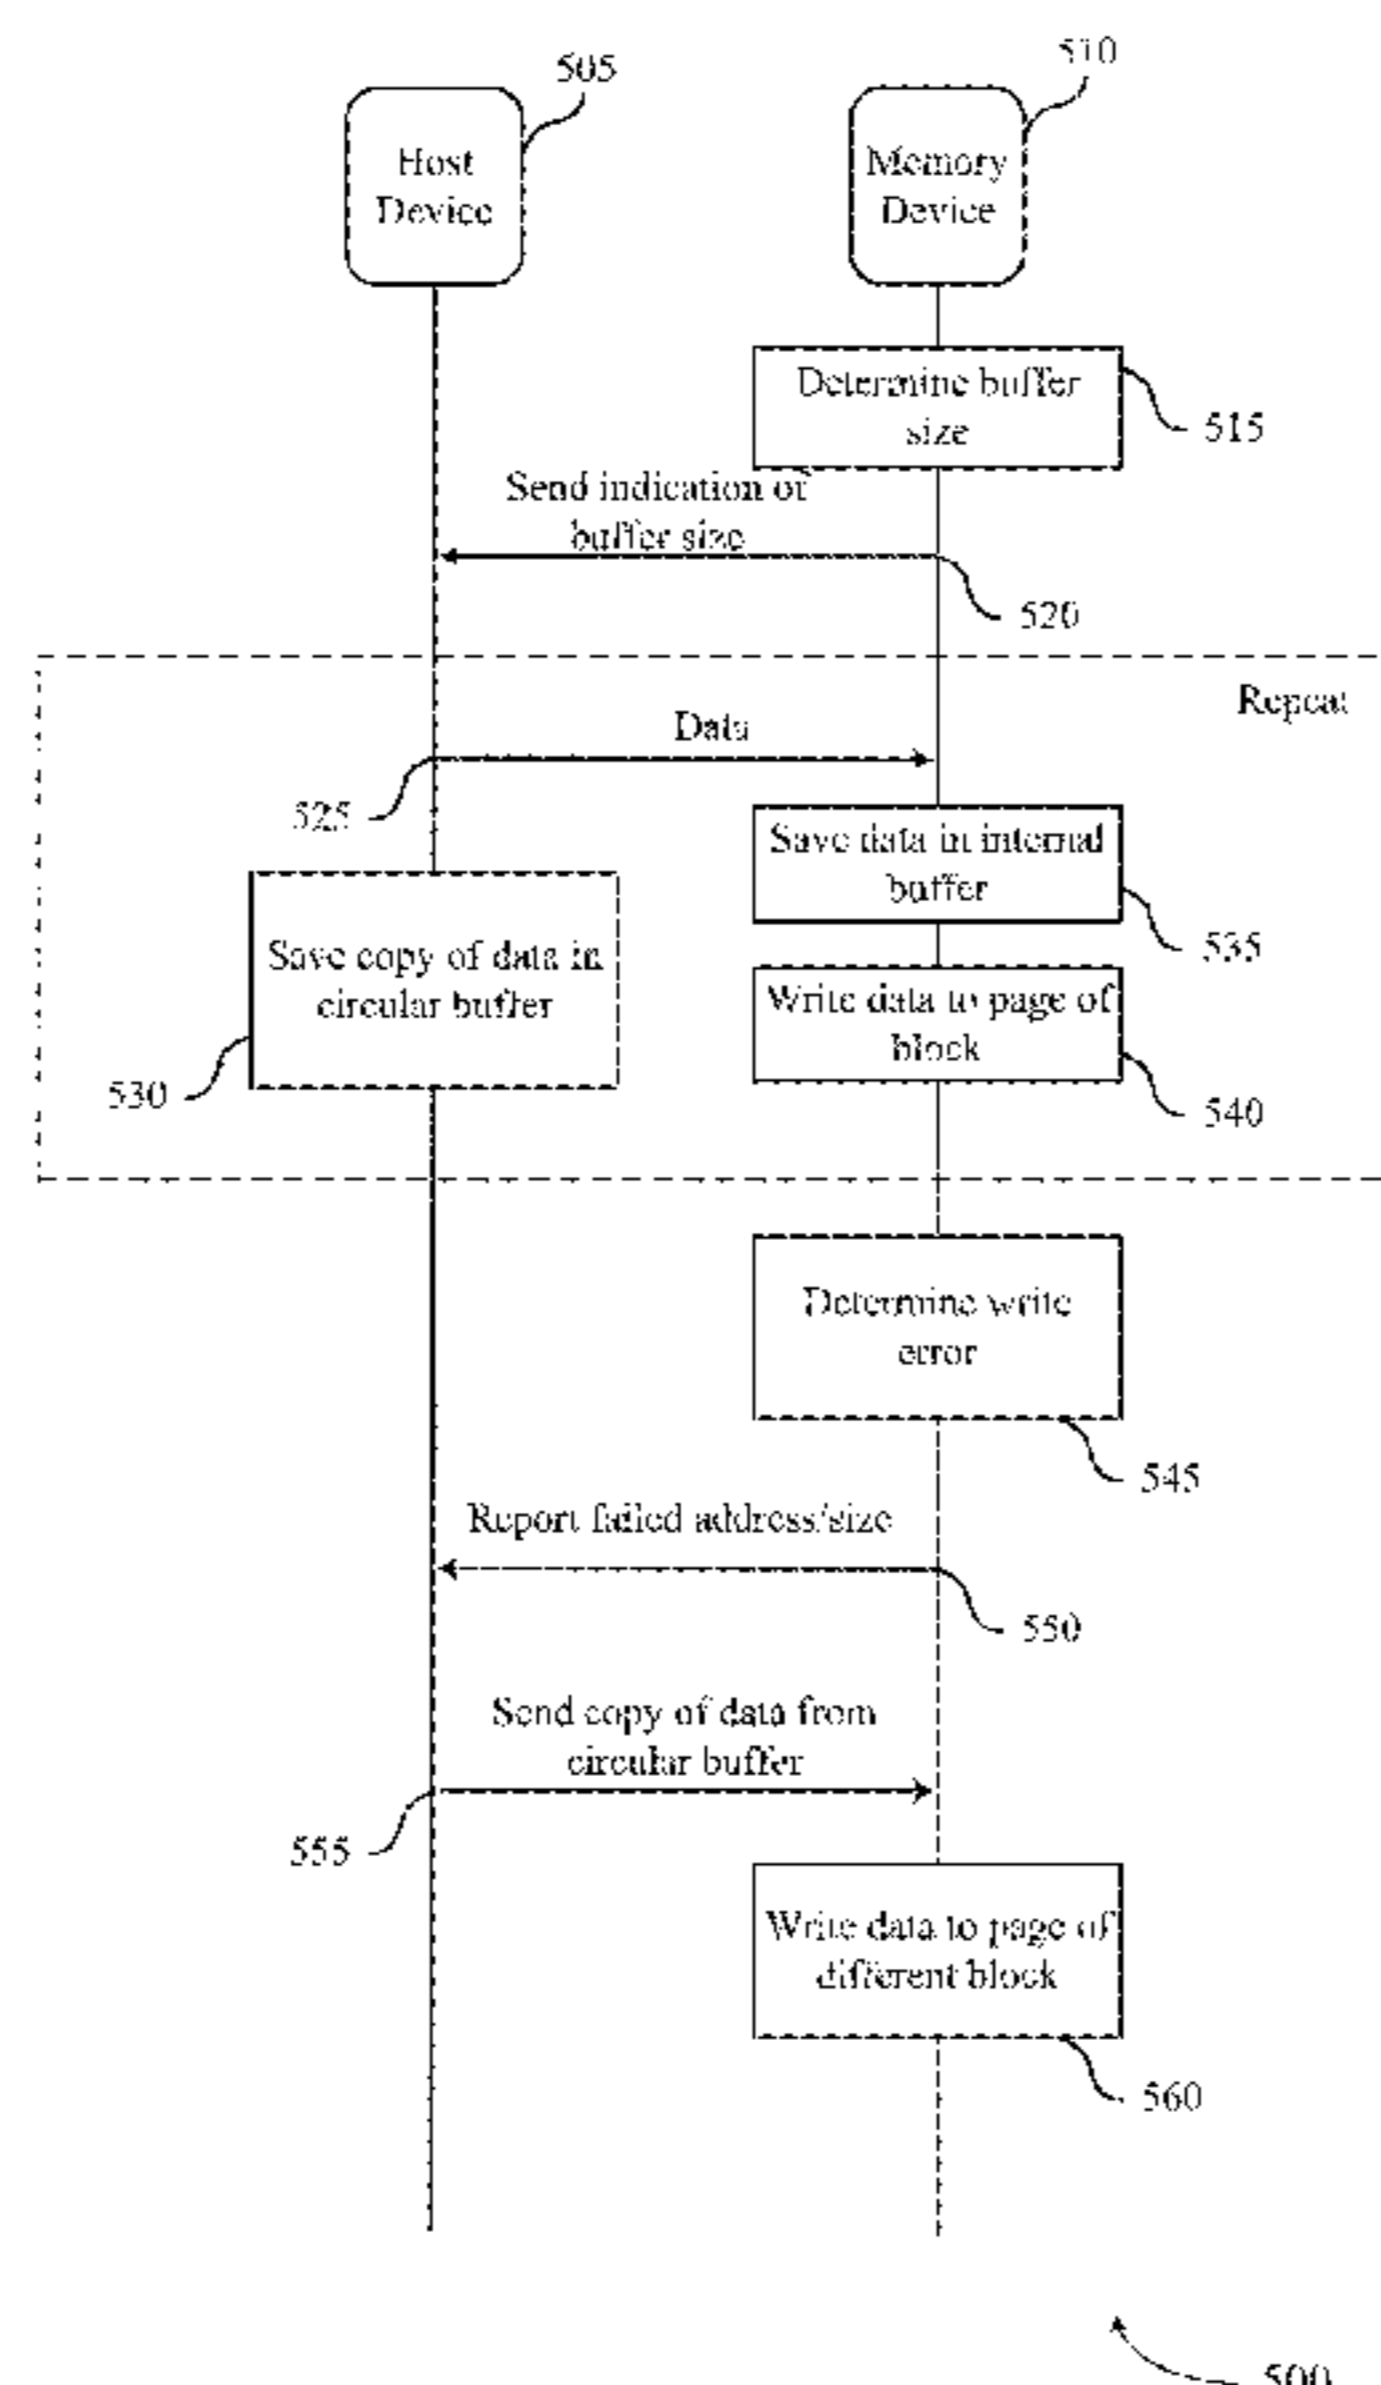 505
510
Host
Device
Memory
Device
Determine buffer
size
515
Send indication of
buffer size
520
Repeat
Data
525
Save data in internal
buffer
535
Save copy of data in
circular buffer
530
Write data to page of
block
540
Determine write
error
545
Report failed address/size
550
Send copy of data from
circular buffer
555
Write data to page of
different block
560
500